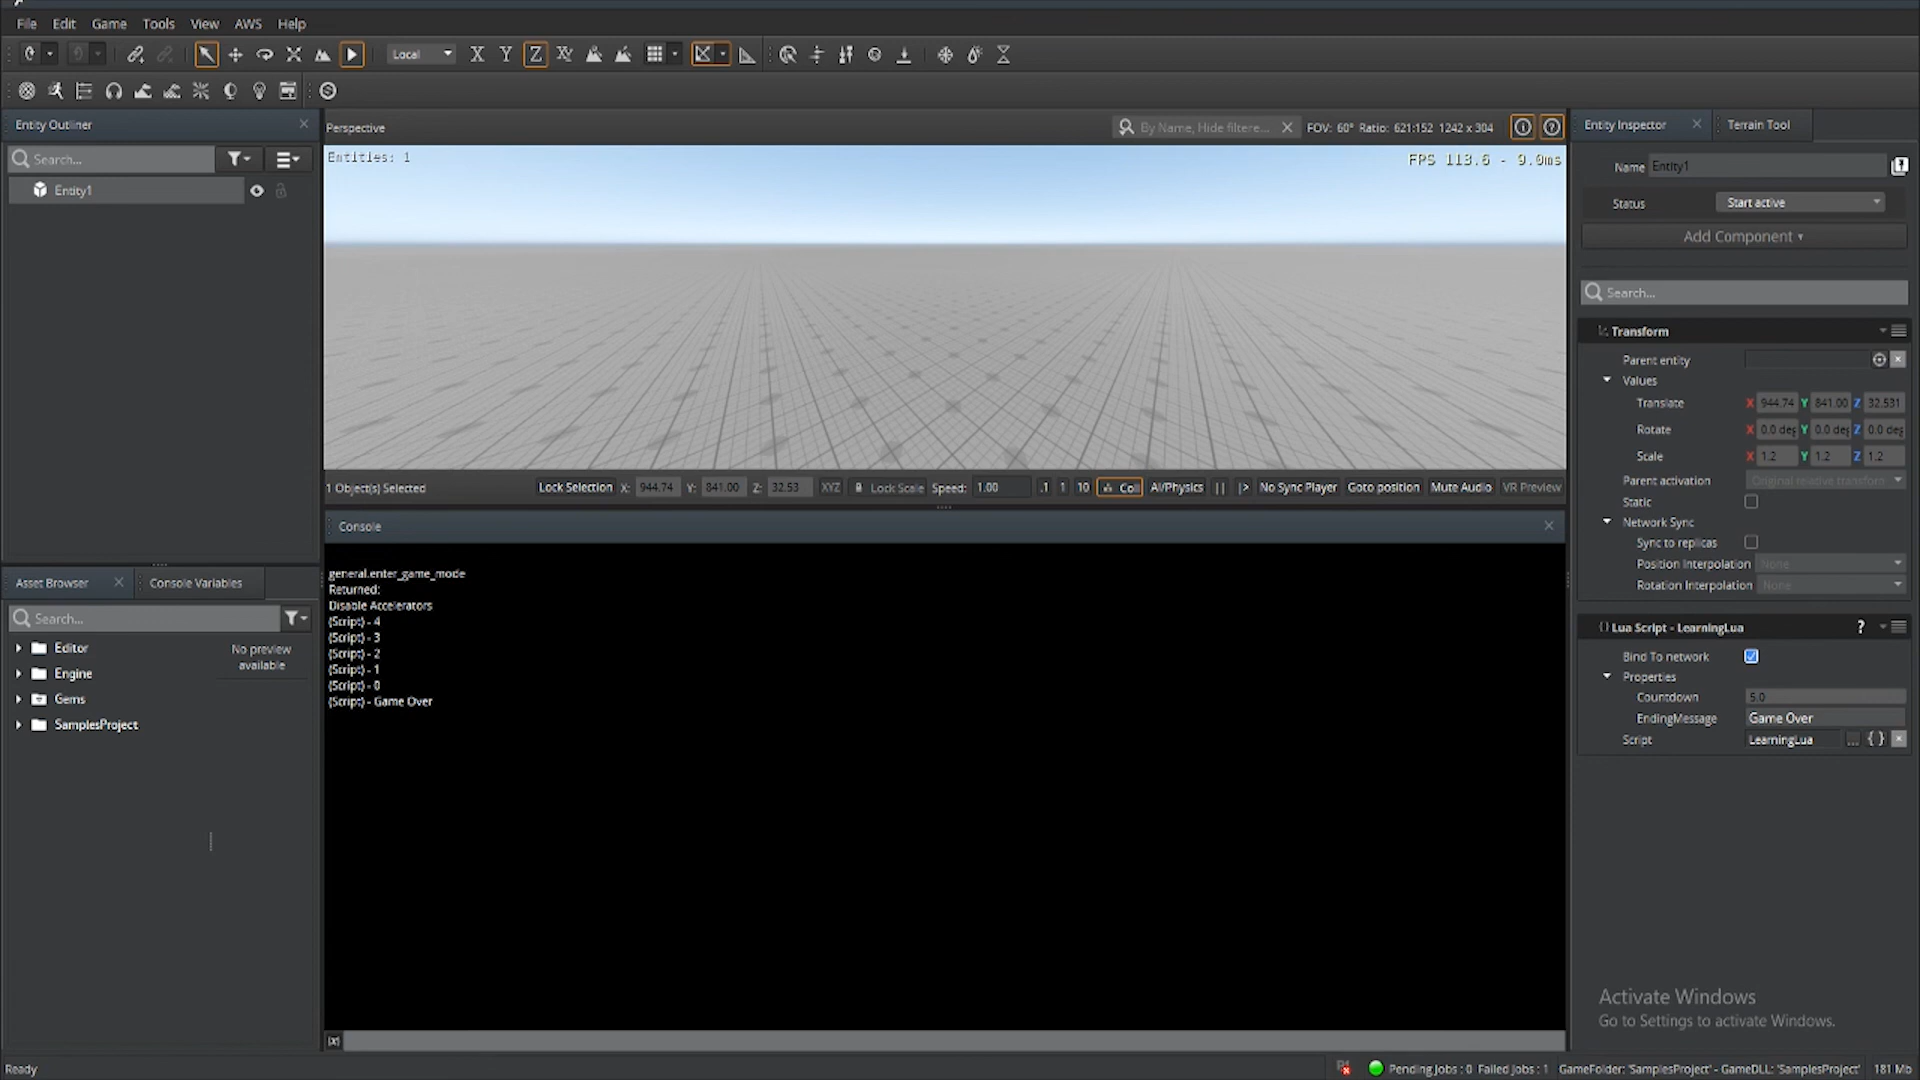 File Edit Game Tools View AWS Help
Local X Y Z XY
Entity Outliner
Search...
Entity1
Perspective
By Name, Hide filtere... FOV: 60° Ratio: 621:152 1242 x 304
Entities: 1
FPS 113.6 - 9.0ms
1 Object(s) Selected Lock Selection X: 944.74 Y: 841.00 Z: 32.53 XYZ Lock Scale Speed: 1.00 .1 1 10 Coll AI/Physics || |> No Sync Player Goto position Mute Audio VR Preview
Console
general.enter_game_mode
Returned:
Disable Accelerators
(Script) - 4
(Script) - 3
(Script) - 2
(Script) - 1
(Script) - 0
(Script) - Game Over
Asset Browser Console Variables
Search...
Editor
Engine
Gems
SamplesProject
No preview
available
Entity Inspector Terrain Tool
Name Entity1
Status Start active
Add Component
Search...
Transform
Parent entity
Values
Translate X 944.74 Y 841.00 Z 32.531
Rotate X 0.0 deg Y 0.0 deg Z 0.0 deg
Scale X 1.2 Y 1.2 Z 1.2
Parent activation Original relative transform
Static
Network Sync
Sync to replicas
Position Interpolation None
Rotation Interpolation None
{} Lua Script - LearningLua ?
Bind To network
Properties
Countdown 5.0
EndingMessage Game Over
Script LearningLua ... { }
Activate Windows
Go to Settings to activate Windows.
[x]
Ready
Pending Jobs : 0 Failed Jobs : 1 GameFolder: 'SamplesProject' - GameDLL: 'SamplesProject' 181 Mb